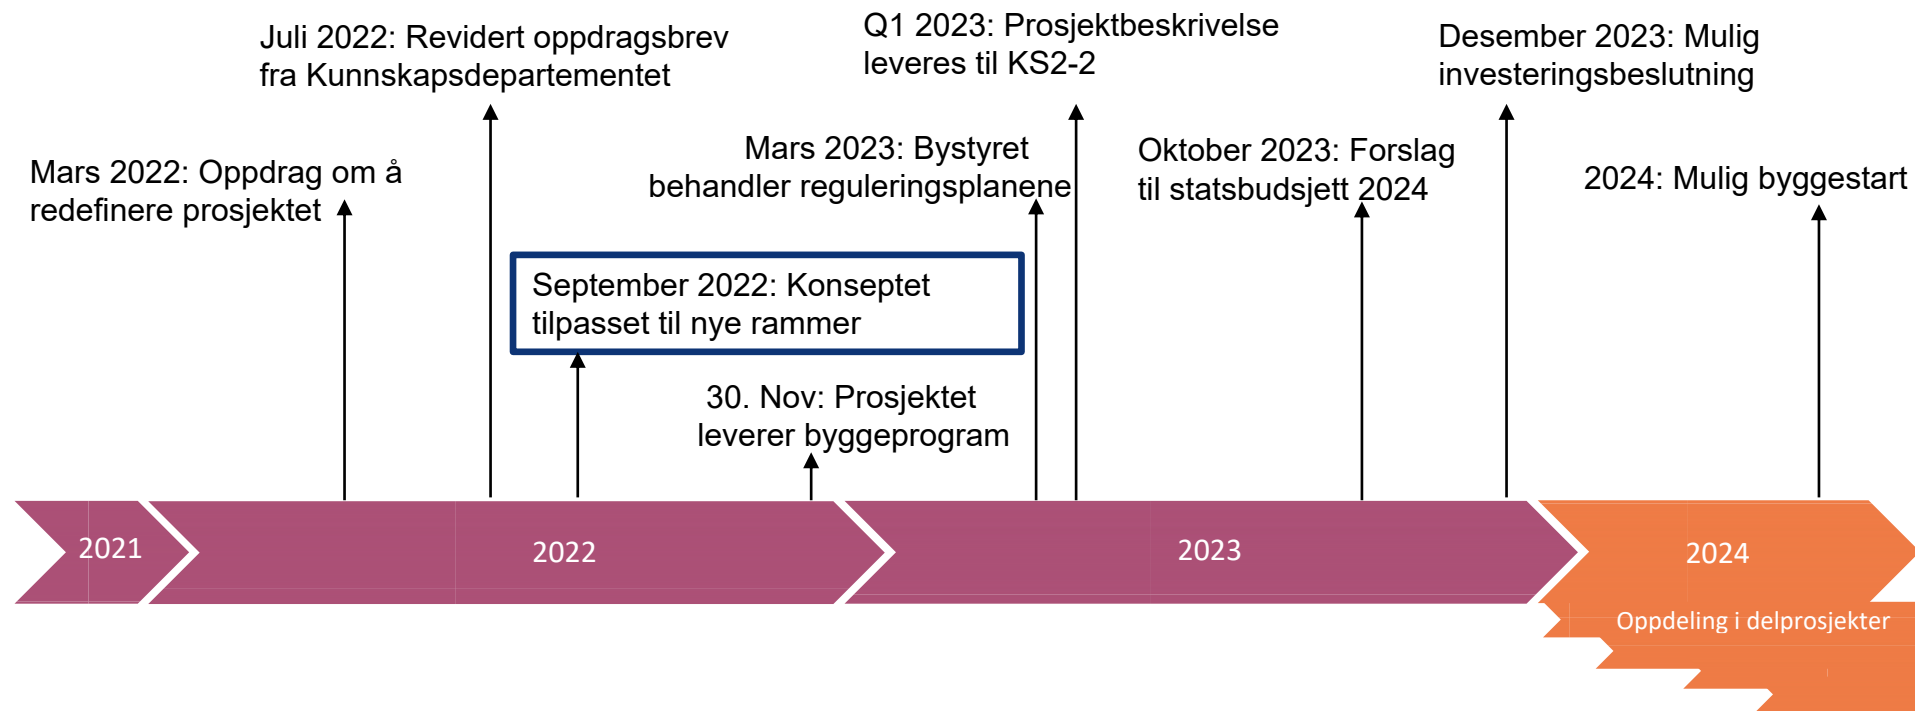 Juli 2022: Revidert oppdragsbrev
fra Kunnskapsdepartementet
Q1 2023: Prosjektbeskrivelse
leveres til KS2-2
Desember 2023: Mulig
investeringsbeslutning
Mars 2022: Oppdrag om å
redefinere prosjektet
Mars 2023: Bystyret
behandler reguleringsplanene
Oktober 2023: Forslag
til statsbudsjett 2024
2024: Mulig byggestart
September 2022: Konseptet
tilpasset til nye rammer
30. Nov: Prosjektet
leverer byggeprogram
2021
2022
2023
2024
Oppdeling i delprosjekter